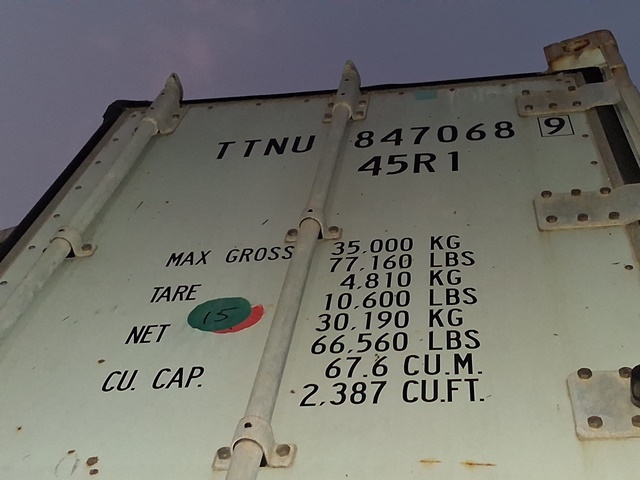 TTNU 847068 9
45R1
MAX GROSS 35.000 KG
77,160 LBS
TARE 4,810 KG
10,600 LBS
NET 15 30,190 KG
66,560 LBS
CU. CAP. 67.6 CU.M.
2,387 CU.FT.